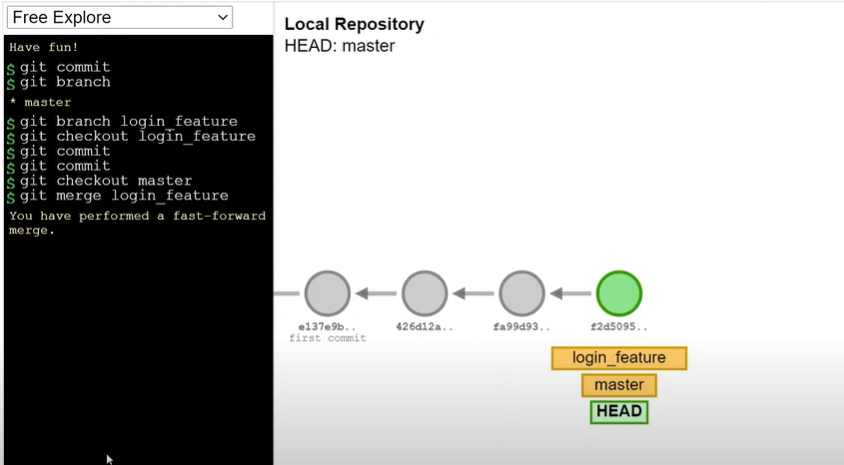 Free Explore
Have fun!
$ git commit
$ git branch
* master
$ git branch login_feature
$ git checkout login_feature
$ git commit
$ git commit
$ git checkout master
$ git merge login_feature
You have performed a fast-forward
merge.
Local Repository
HEAD: master
e137e9b.. 426d12a.. fa99d93.. f2d5095..
first commit
login_feature
master
HEAD